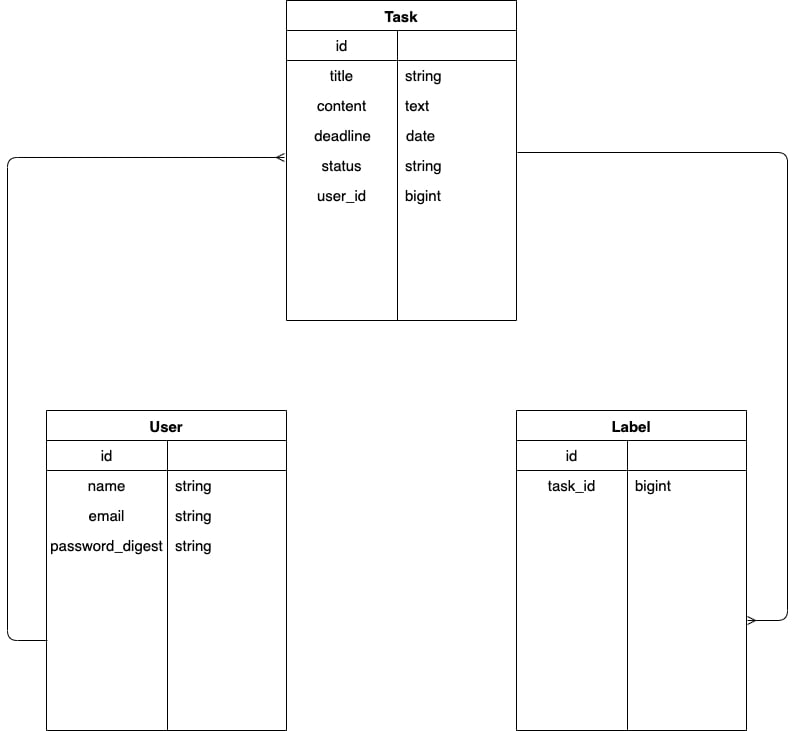 Task
id
title string
content text
deadline date
status string
user_id bigint
User
id
name string
email string
password_digest string
Label
id
task_id bigint